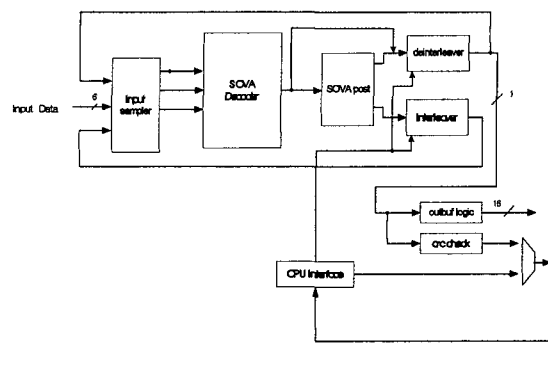 Input Data
6
Input
sampler
SOVA
Decoder
SOVA post
deinterleaver
Interleaver
1
outbuf logic
16
crc check
CPU Interface